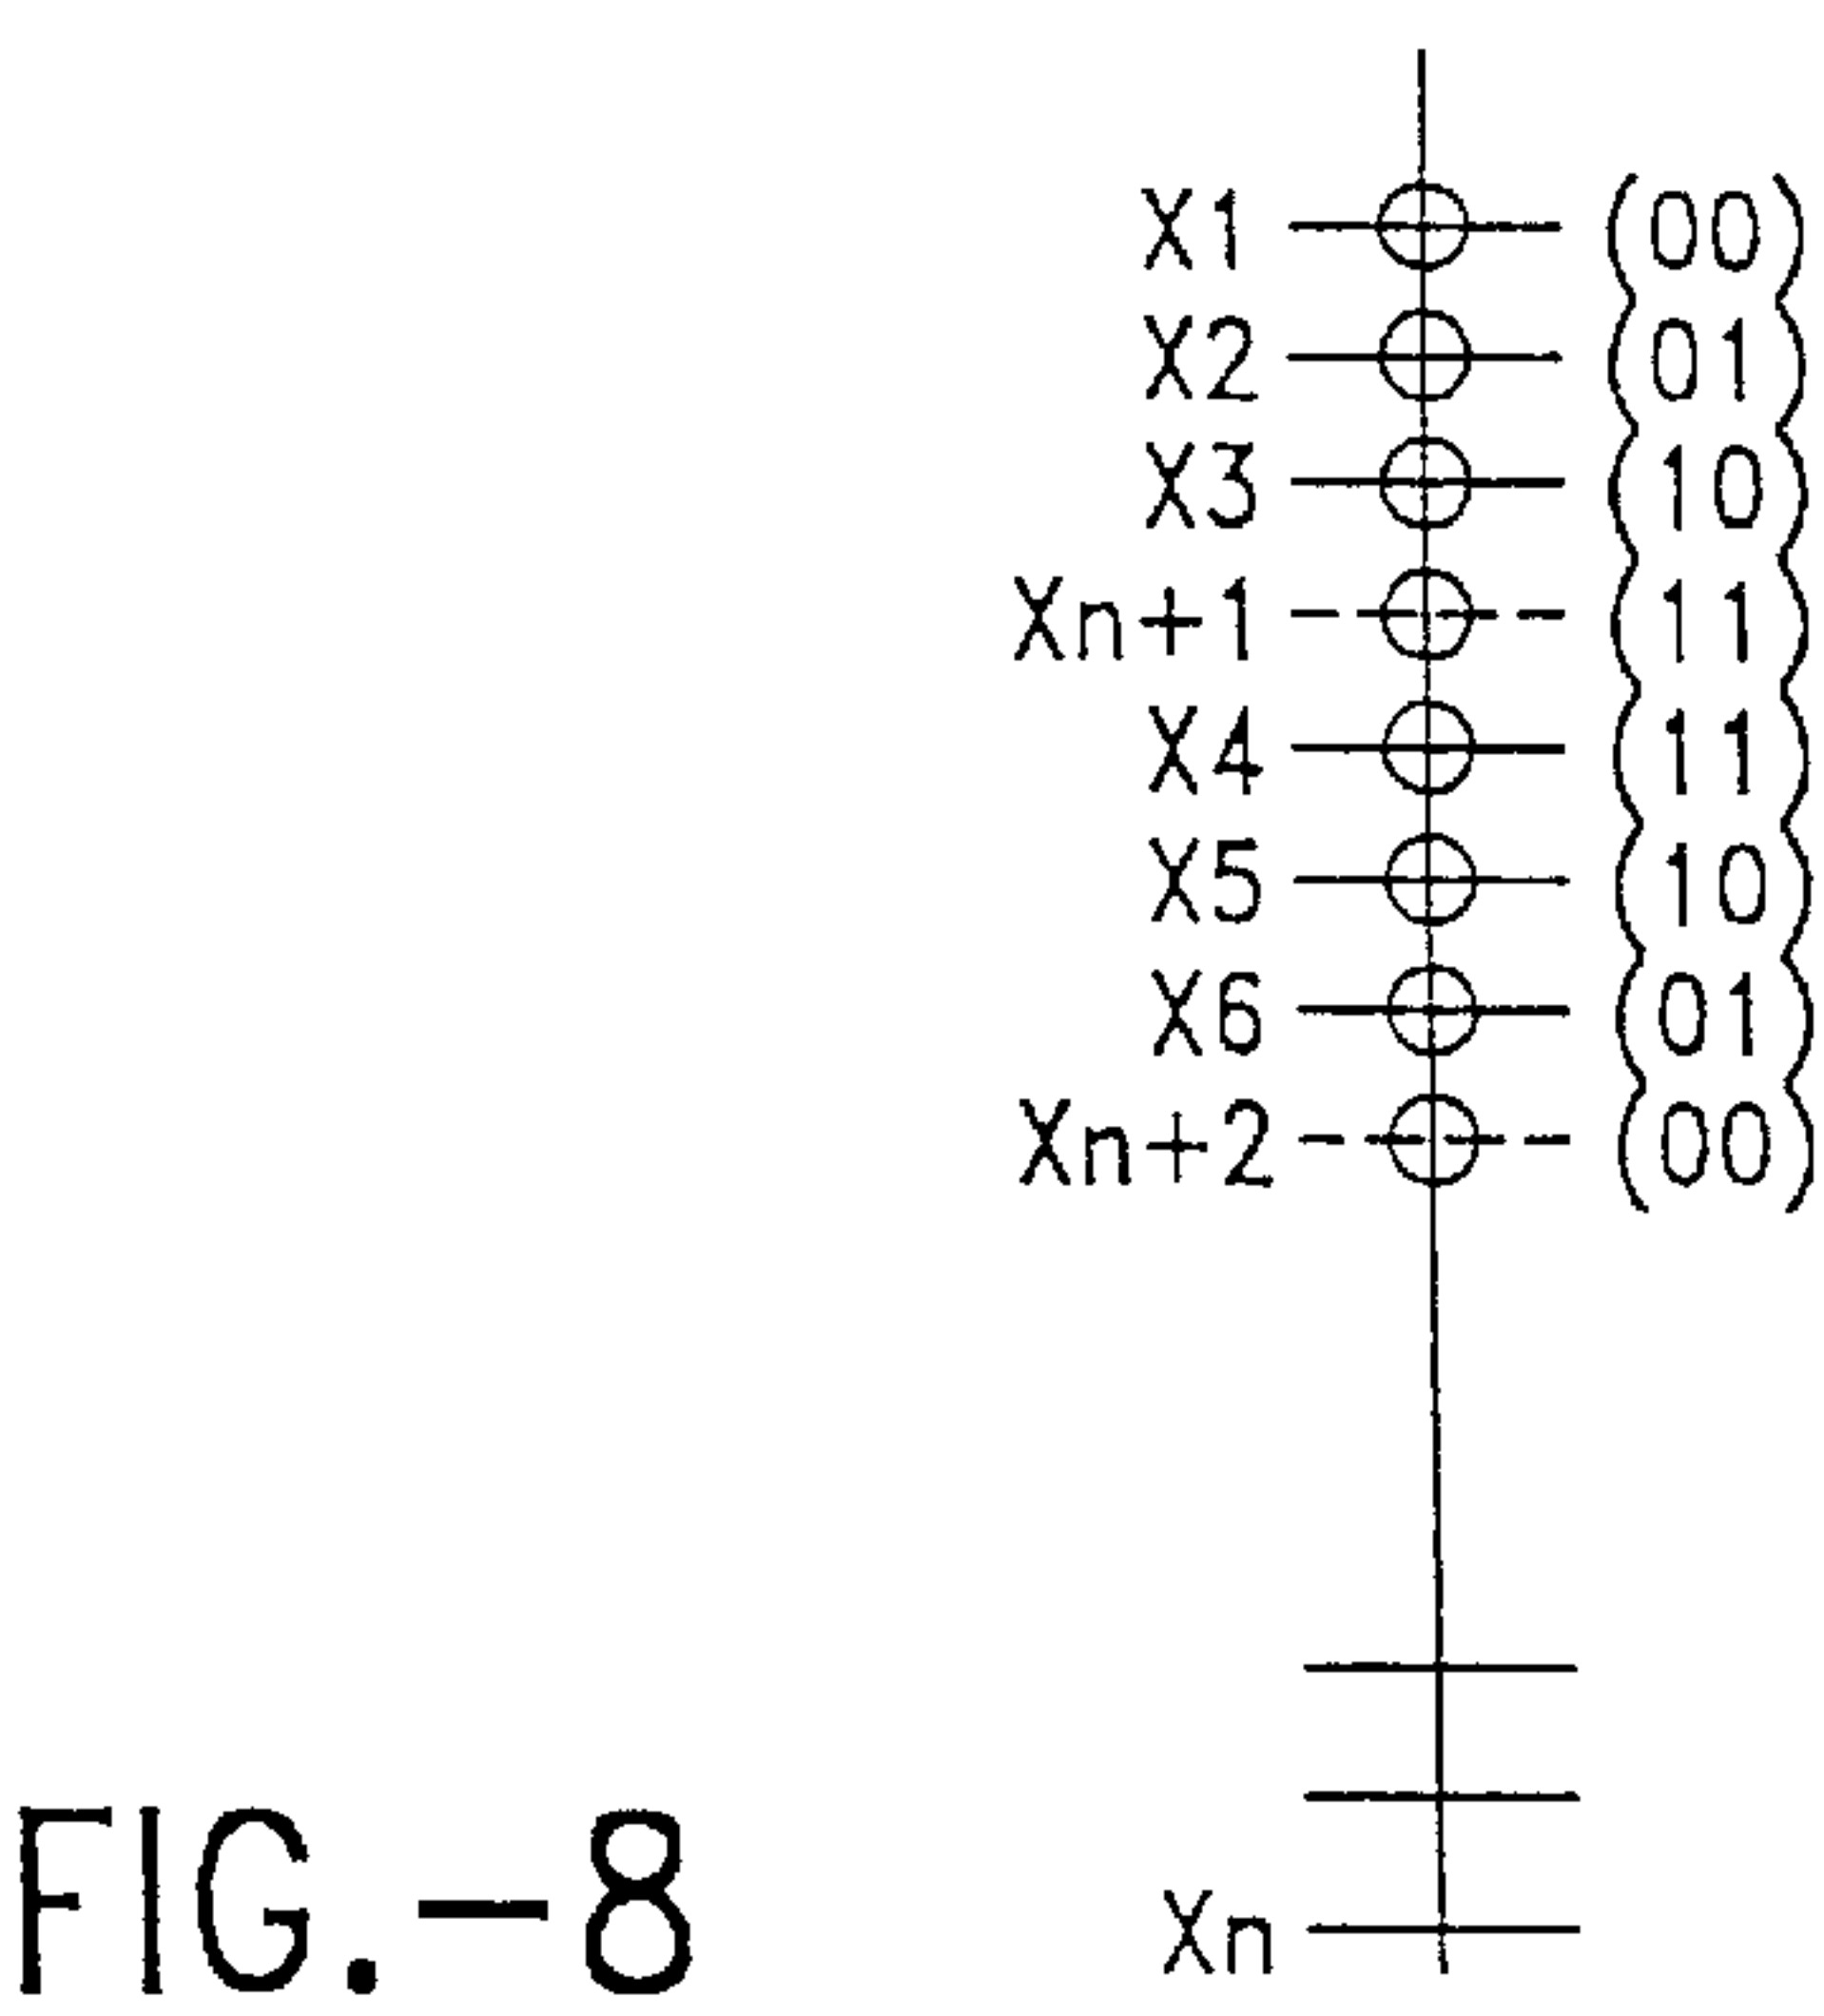 X1 (00)
X2 (01)
X3 (10)
Xn+1 (11)
X4 (11)
X5 (10)
X6 (01)
Xn+2 (00)
Xn
FIG.-8